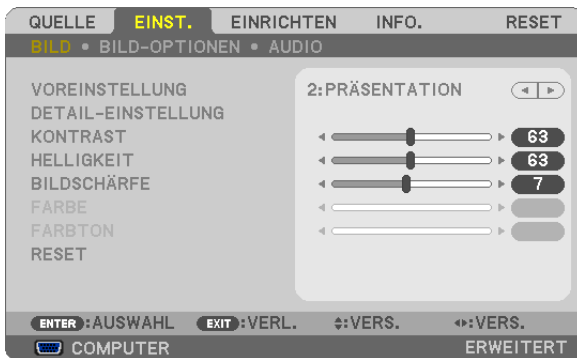 QUELLE EINST. EINRICHTEN INFO. RESET
BILD • BILD-OPTIONEN • AUDIO
VOREINSTELLUNG 2:PRÄSENTATION
DETAIL-EINSTELLUNG
KONTRAST 63
HELLIGKEIT 63
BILDSCHÄRFE 7
FARBE
FARBTON
RESET
ENTER :AUSWAHL EXIT :VERL. :VERS. :VERS.
COMPUTER ERWEITERT